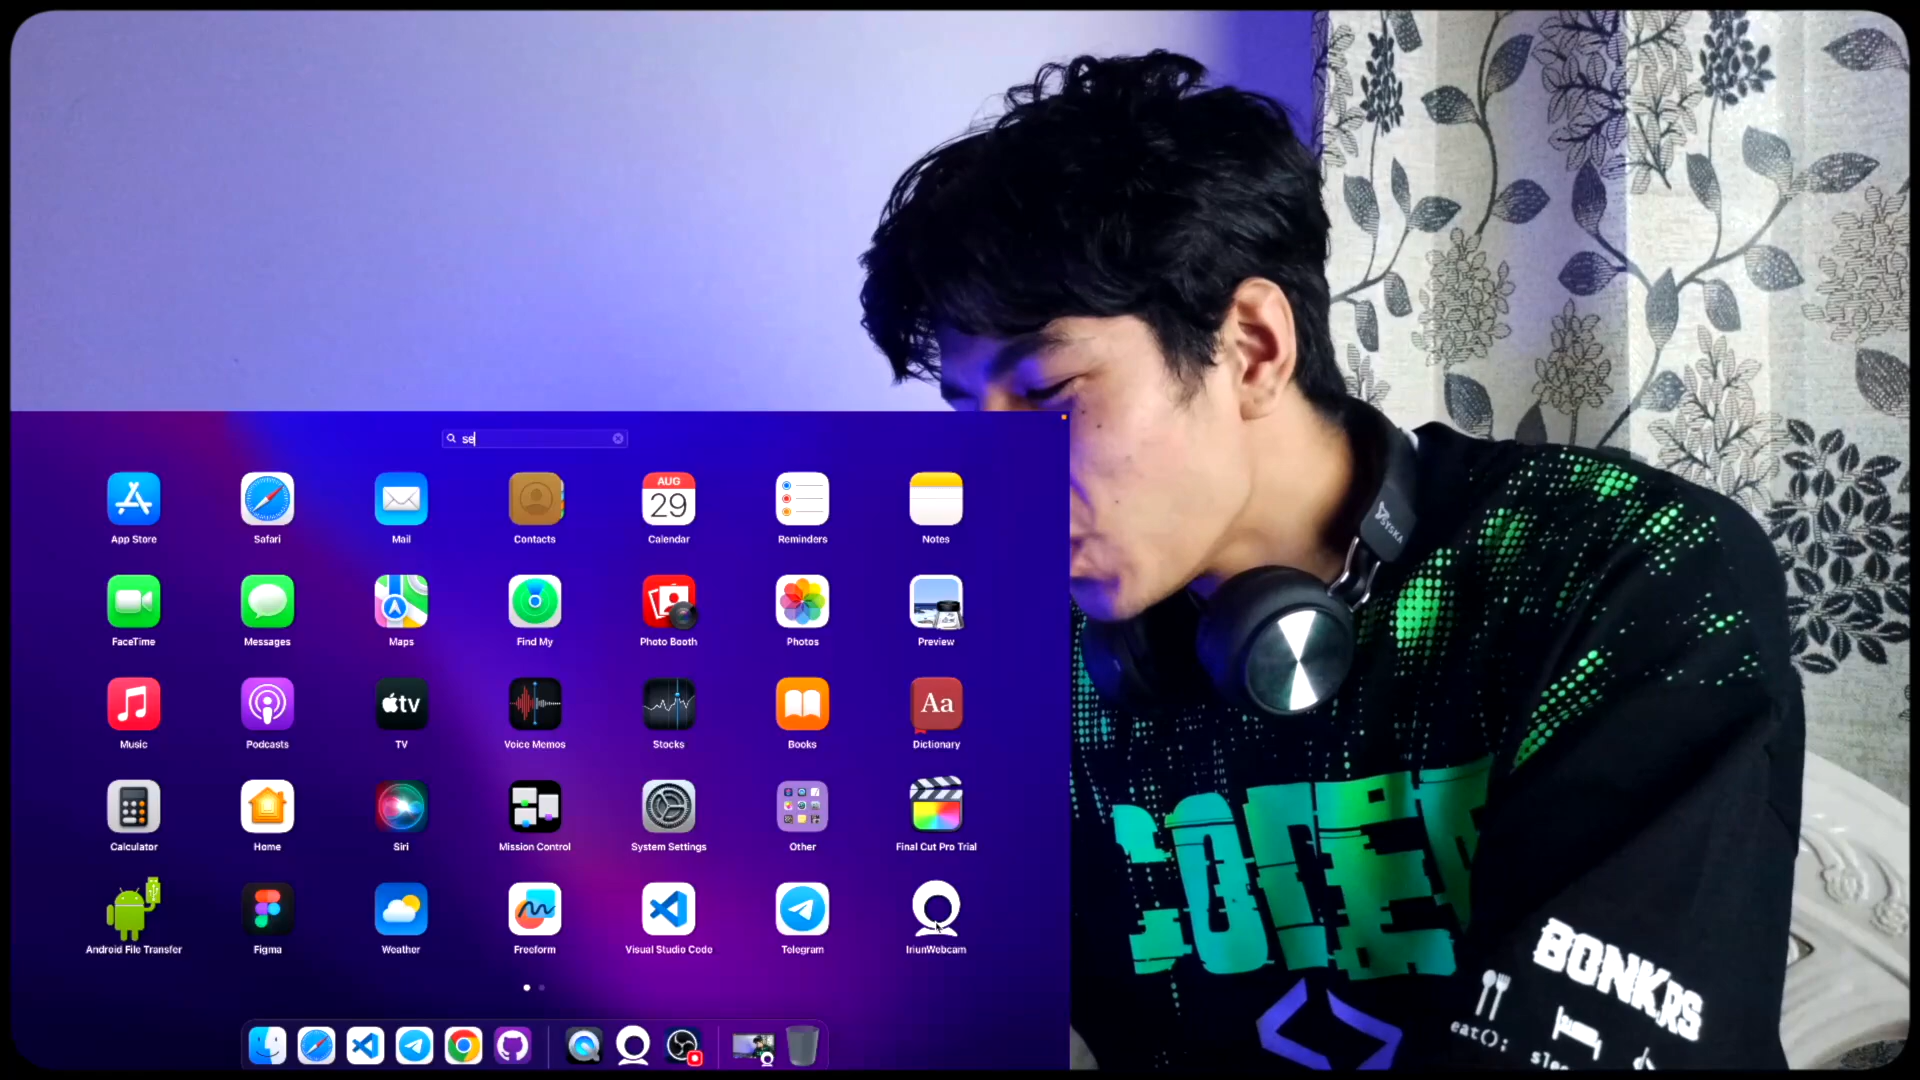 se
AUG
29
App Store
Safari
Mail
Contacts
Calendar
Reminders
Notes
FaceTime
Messages
Maps
Find My
Photo Booth
Photos
Preview
tv
Aa
Music
Podcasts
TV
Voice Memos
Stocks
Books
Dictionary
Calculator
Home
Siri
Mission Control
System Settings
Other
Final Cut Pro Trial
Android File Transfer
Figma
Weather
Freeform
Visual Studio Code
Telegram
IriunWebcam
SYSKA
CODER
BONKRS
eat();